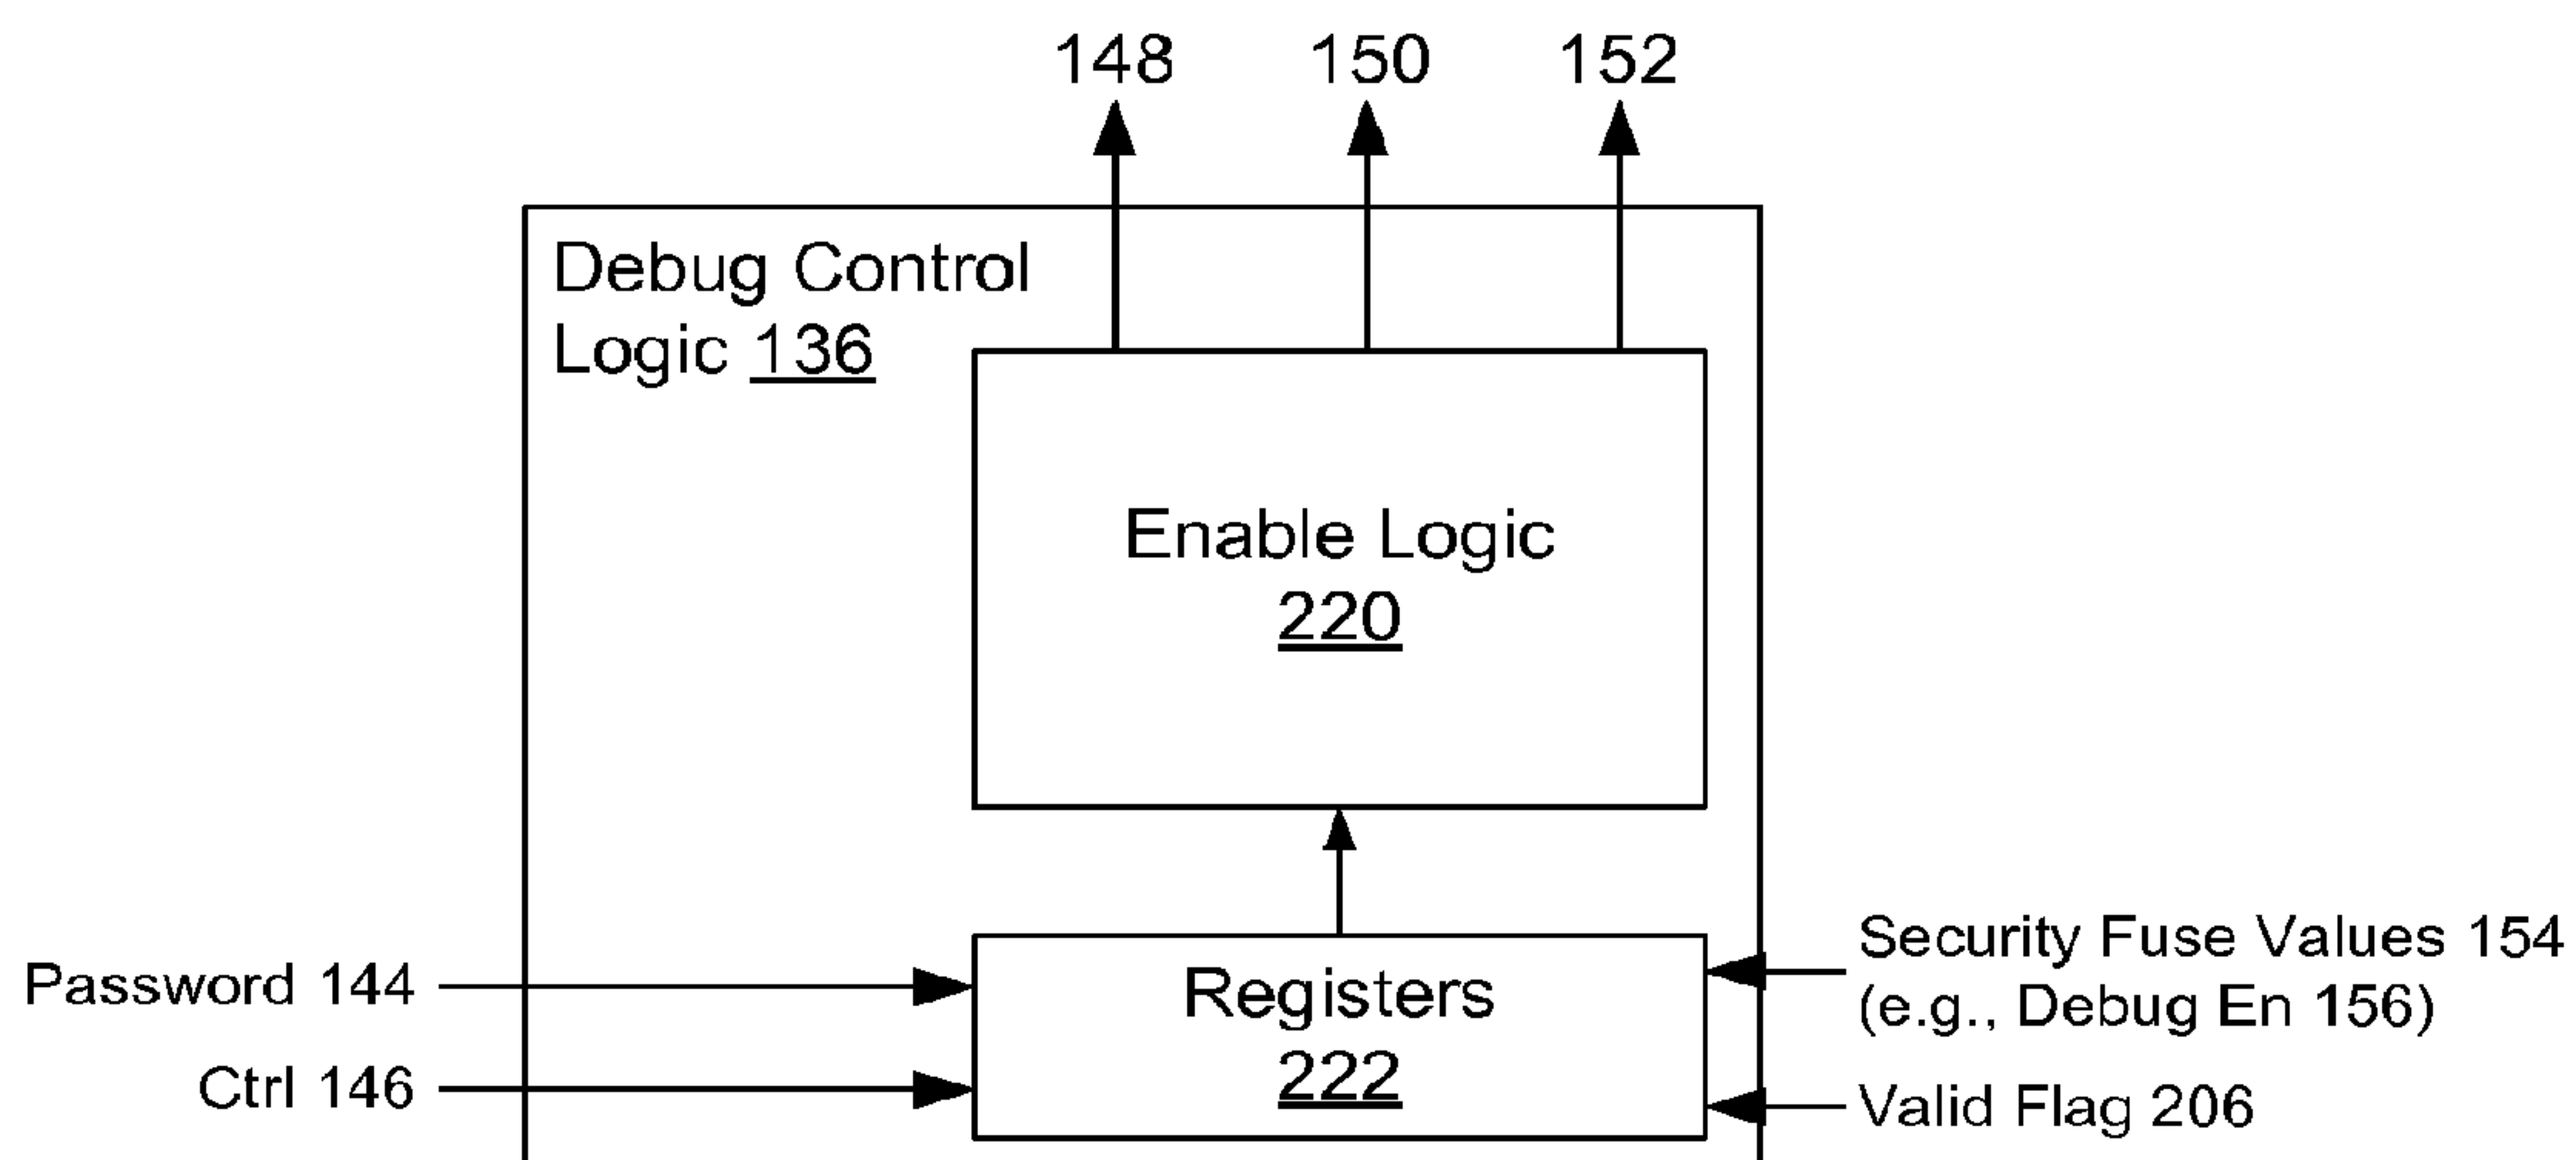 148 150 152
Debug Control
Logic 136
Enable Logic
220
Password 144
Ctrl 146
Registers
222
Security Fuse Values 154
(e.g., Debug En 156)
Valid Flag 206